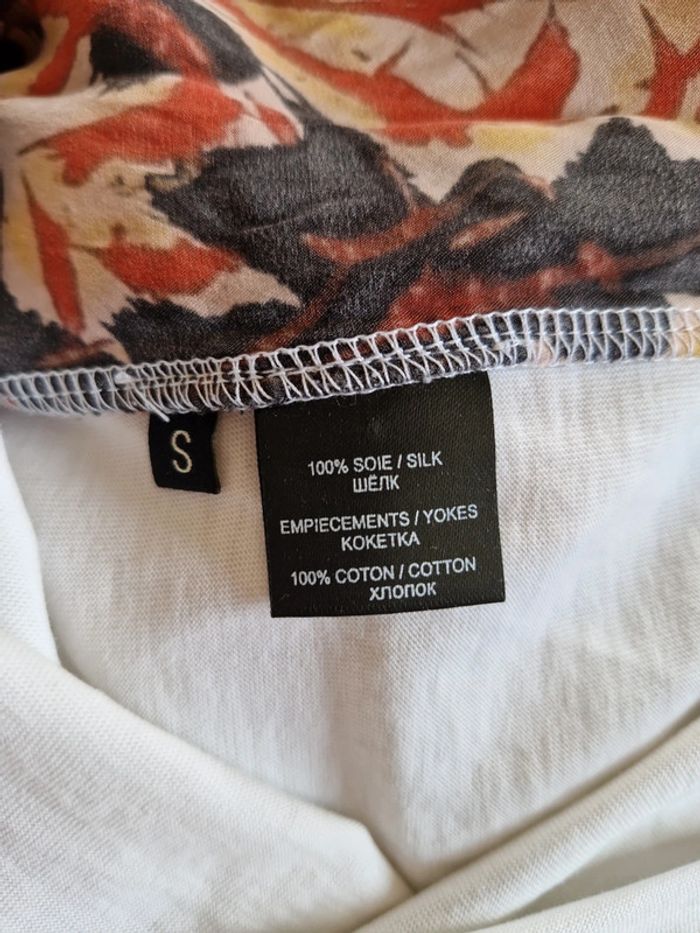 S
100% SOIE / SILK
ШЁЛК
EMPIECEMENTS / YOKES
КОКЕТКА
100% COTON / COTTON
ХЛОПОК